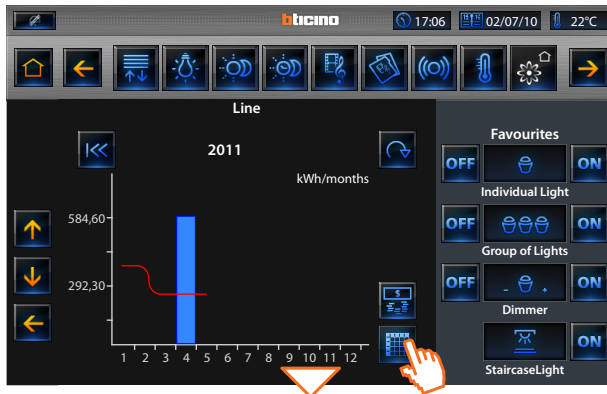 bticino 17:06 02/07/10 22°C
Line
2011
kWh/months
584,60
292,30
1 2 3 4 5 6 7 8 9 10 11 12
Favourites
OFF ON
Individual Light
OFF ON
Group of Lights
OFF ON
Dimmer
ON
StaircaseLight